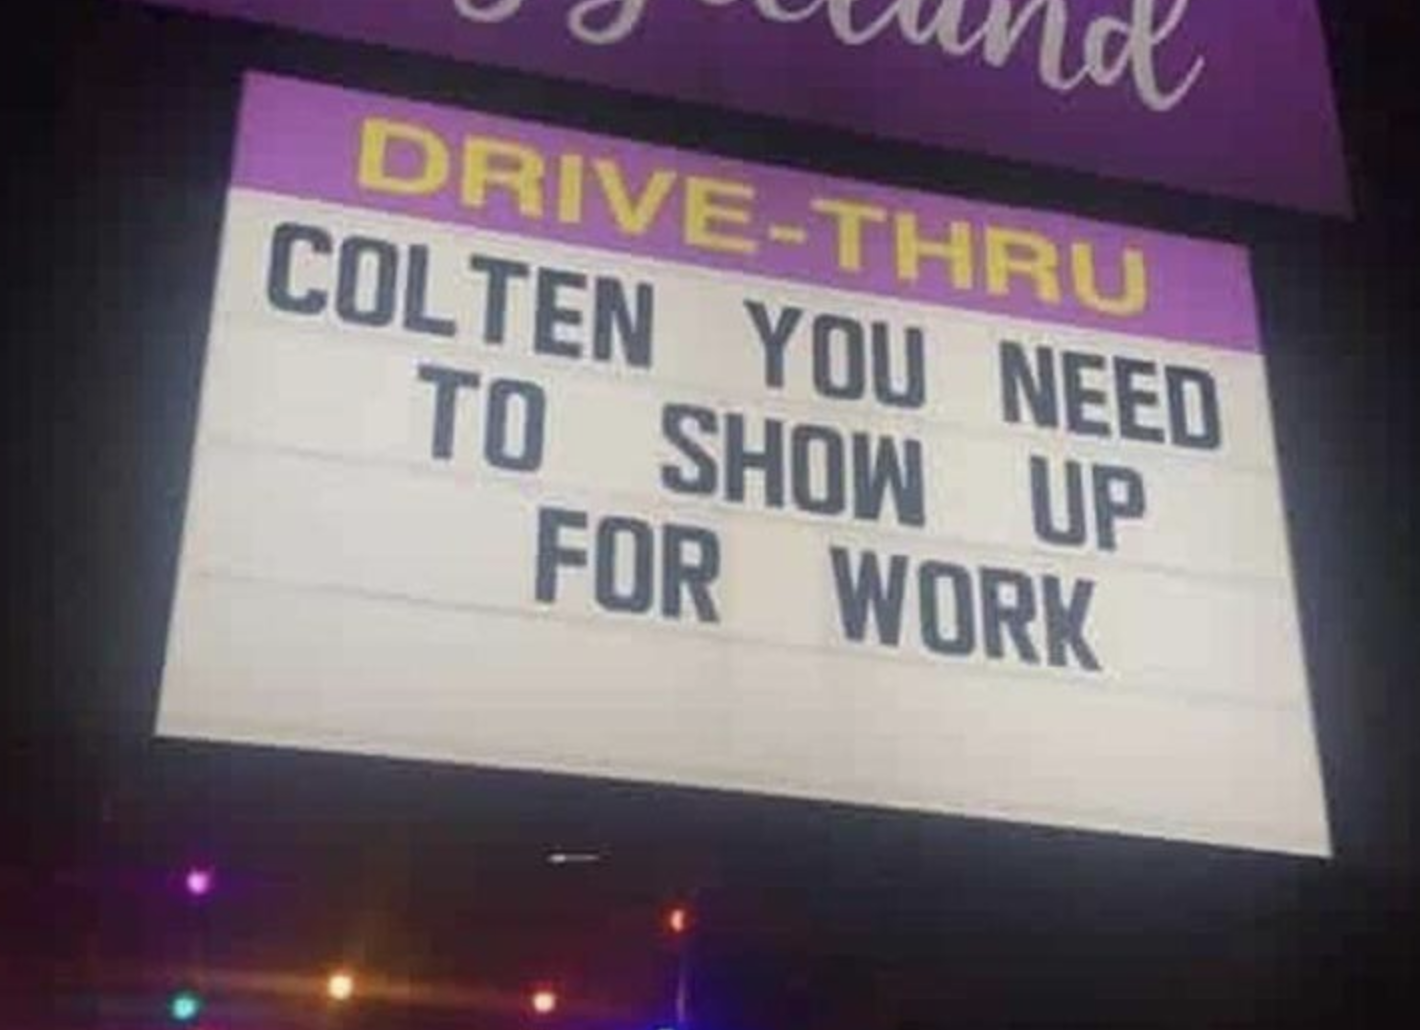 DRIVE-THRU
COLTEN YOU NEED
TO SHOW UP
FOR WORK